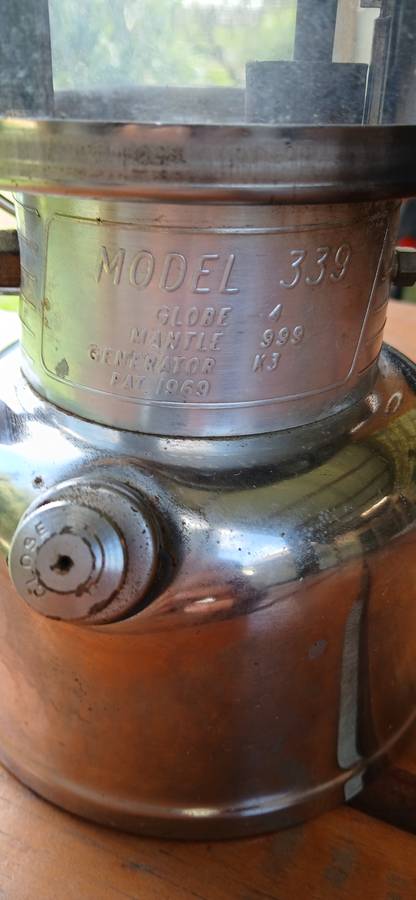 MODEL 339
GLOBE 4
MANTLE 999
GENERATOR K3
PAT. 1969
CLOSE